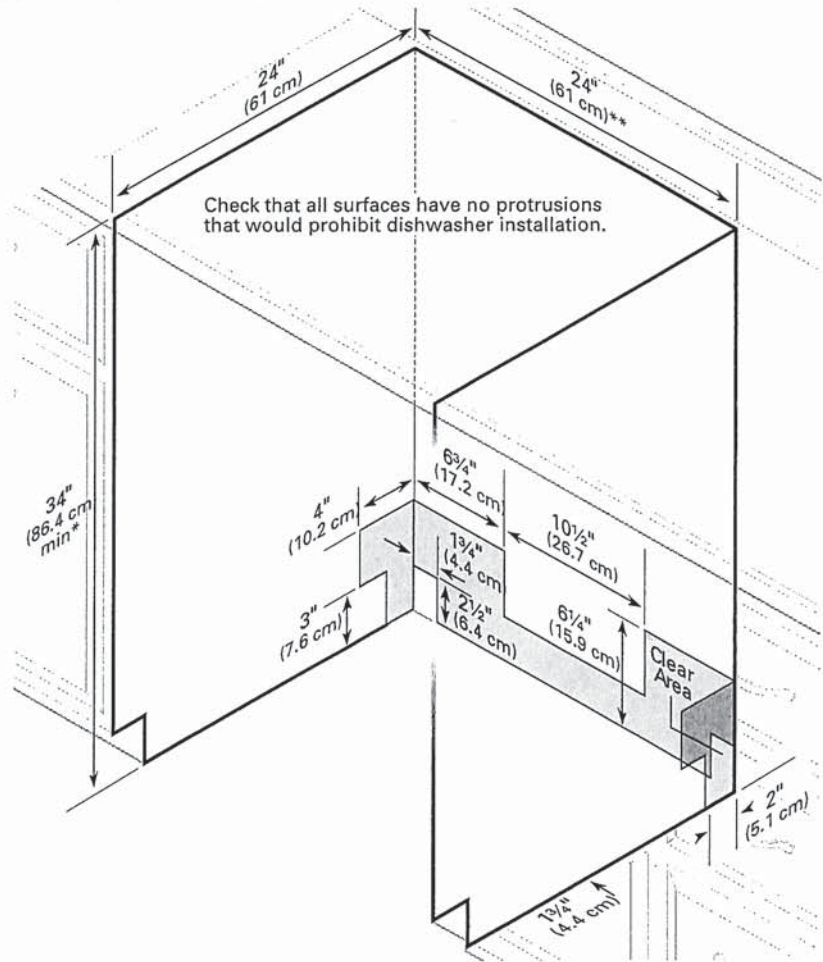 24"
(61 cm)
24"
(61 cm)**
Check that all surfaces have no protrusions
that would prohibit dishwasher installation.
34"
(86.4 cm
min*
4"
(10.2 cm)
6¾"
(17.2 cm)
10½"
(26.7 cm)
1¾"
(4.4 cm
3"
(7.6 cm)
2½"
(6.4 cm)
6¼"
(15.9 cm)
Clear
Area
2"
(5.1 cm)
1¾"
(4.4 cm)